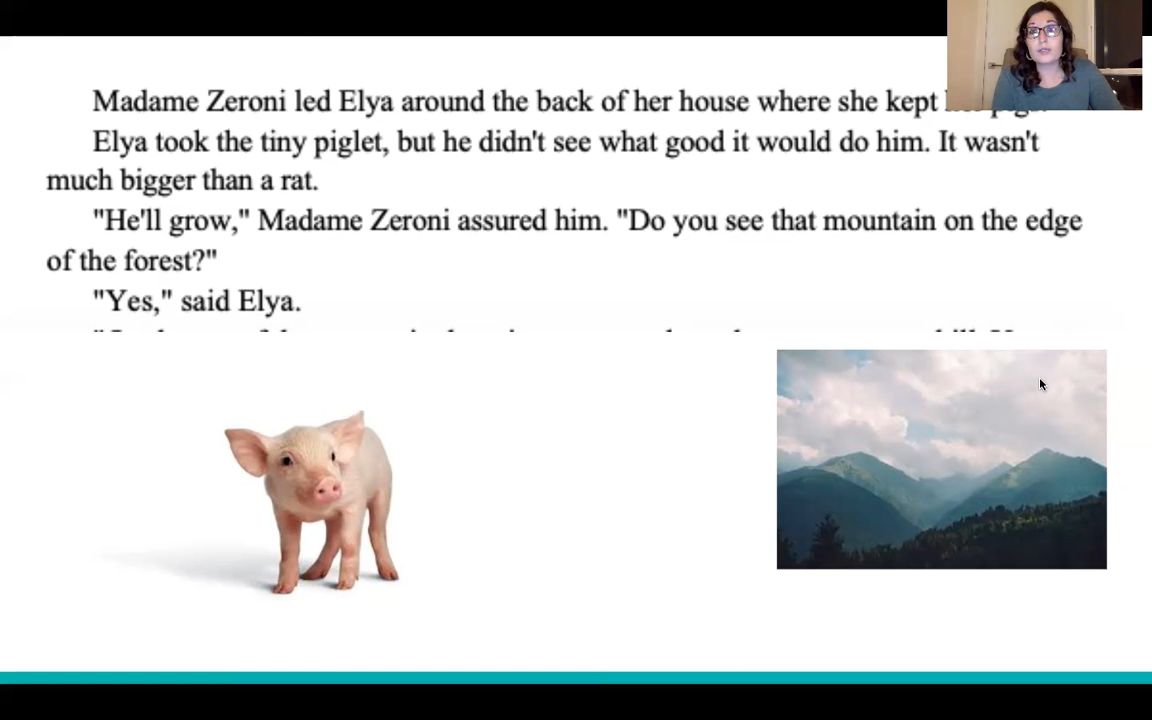 Madame Zeroni led Elya around the back of her house where she kept
Elya took the tiny piglet, but he didn't see what good it would do him. It wasn't
much bigger than a rat.
"He'll grow," Madame Zeroni assured him. "Do you see that mountain on the edge
of the forest?"
"Yes," said Elya.